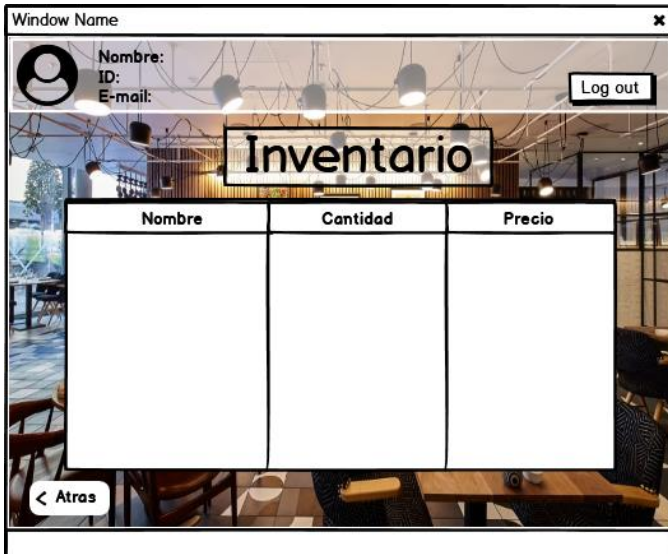 Window Name
Nombre:
ID:
E-mail:
Log out
Inventario
Nombre Cantidad Precio
Atras